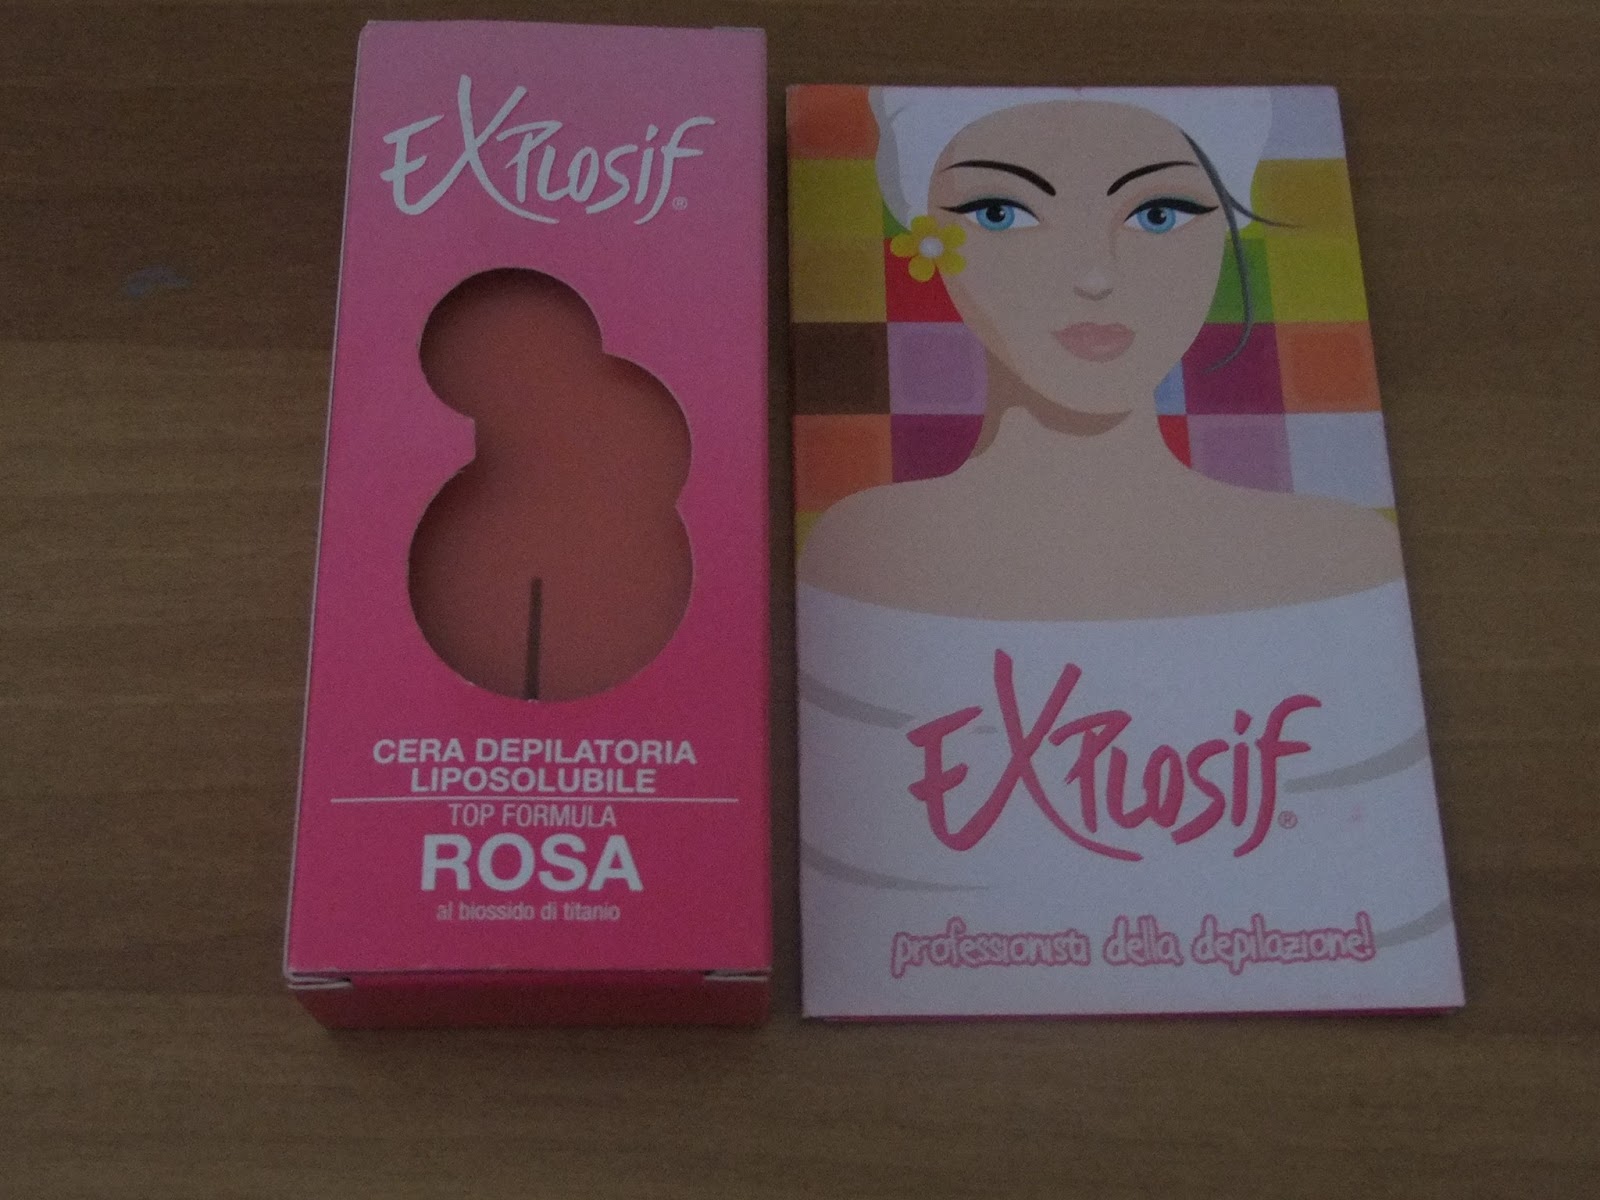 EXPLOSIF®
CERA DEPILATORIA
LIPOSOLUBILE
TOP FORMULA
ROSA
al biossido di titanio
EXPLOSIF®
professionisti della depilazione!